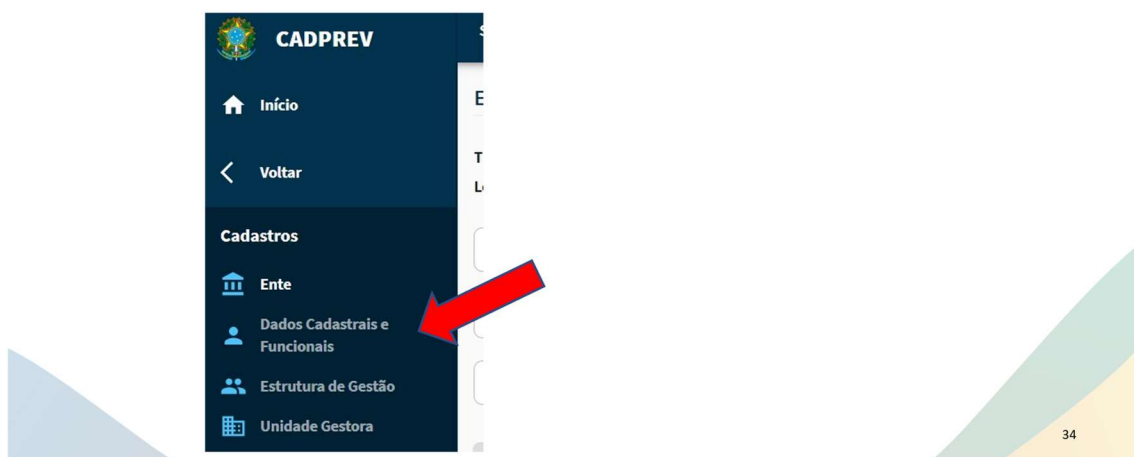 CADPREV
Início
Voltar
Cadastros
Ente
Dados Cadastrais e
Funcionais
Estrutura de Gestão
Unidade Gestora
34